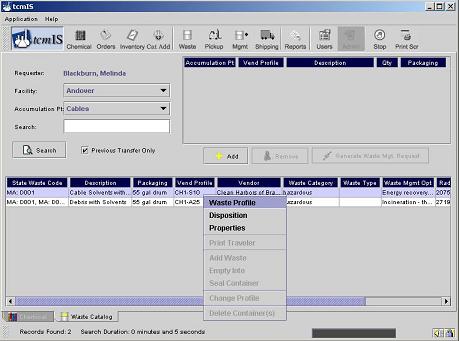 tcmIS
Application Help
tcmIS Chemical Orders Inventory Cat Add Waste Pickup Mgmt Shipping Reports Users Stop Print Scr
Requester: Blackburn, Melinda
Facility: Andover
Accumulation Pt: Cables
Search:
Search Previous Transfer Only
Accumulation Pt Vend Profile Description Qty Packaging
Add Remove Generate Waste Mgt. Request
State Waste Code Description Packaging Vend Profile Vendor Waste Category Waste Type Waste Mgmt Opt Rad
MA: D001 Cable Solvents with... 55 gal drum CH1-S10 Clean Harbors of Bra... hazardous Energy recovery... 2075
MA: D001, MA: D0... Debris with Solvents 55 gal drum CH1-A25 azardous Incineration - th... 2719
Waste Profile
Disposition
Properties
Print Traveler
Add Waste
Empty Into
Seal Container
Change Profile
Delete Container(s)
Chemical Waste Catalog
Records Found: 2 Search Duration: 0 minutes and 5 seconds